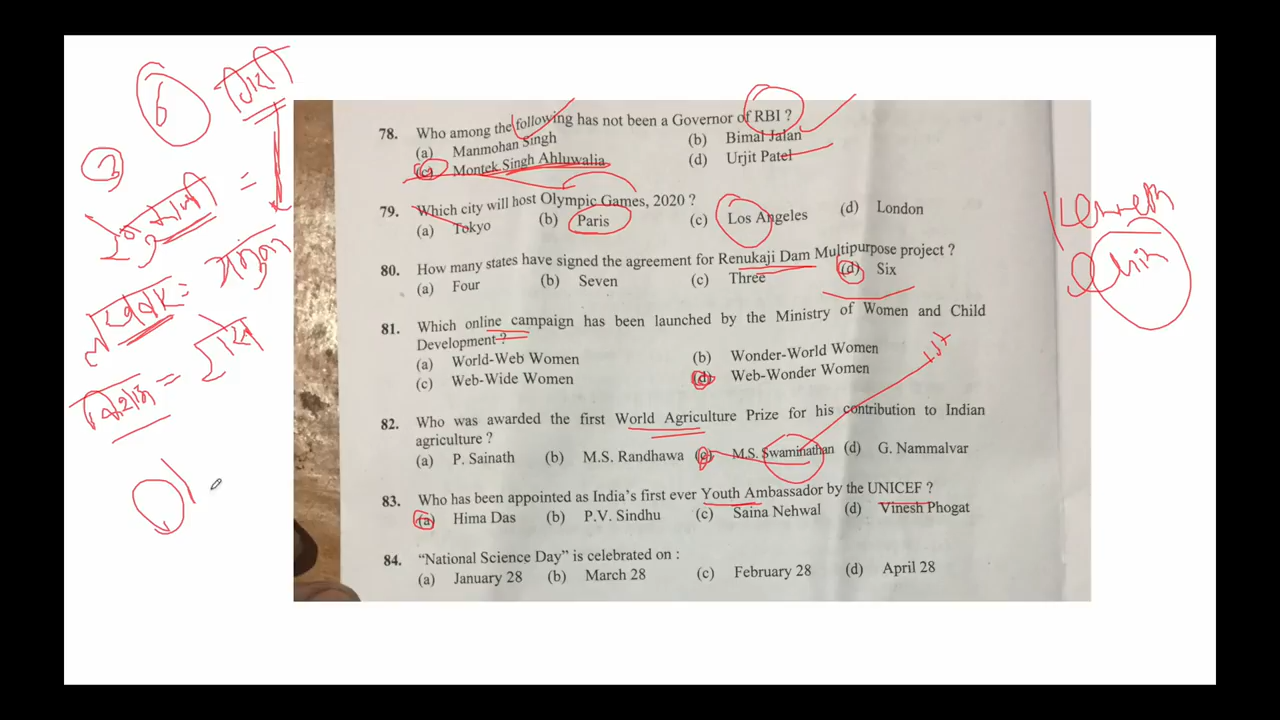 6
78. Who among the following has not been a Governor of RBI ?
(a) Manmohan Singh (b) Bimal Jalan
(c) Montek Singh Ahluwalia (d) Urjit Patel
79. Which city will host Olympic Games, 2020 ?
(a) Tokyo (b) Paris (c) Los Angeles (d) London
80. How many states have signed the agreement for Renukaji Dam Multipurpose project ?
(a) Four (b) Seven (c) Three (d) Six
81. Which online campaign has been launched by the Ministry of Women and Child
Development ?
(a) World-Web Women (b) Wonder-World Women
(c) Web-Wide Women (d) Web-Wonder Women
82. Who was awarded the first World Agriculture Prize for his contribution to Indian
agriculture ?
(a) P. Sainath (b) M.S. Randhawa (c) M.S. Swaminathan (d) G. Nammalvar
83. Who has been appointed as India's first ever Youth Ambassador by the UNICEF ?
(a) Hima Das (b) P.V. Sindhu (c) Saina Nehwal (d) Vinesh Phogat
84. “National Science Day” is celebrated on :
(a) January 28 (b) March 28 (c) February 28 (d) April 28
Kenneth